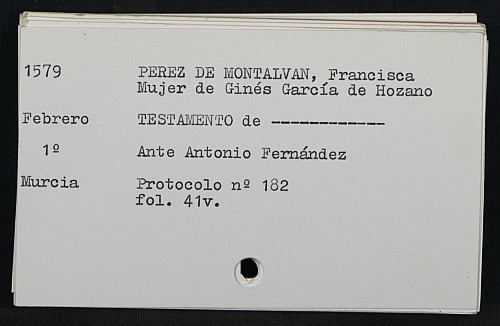 1579 PEREZ DE MONTALVAN, Francisca
Mujer de Ginés García de Hozano
Febrero TESTAMENTO de ------------
1º Ante Antonio Fernández
Murcia Protocolo nº 182
fol. 41v.